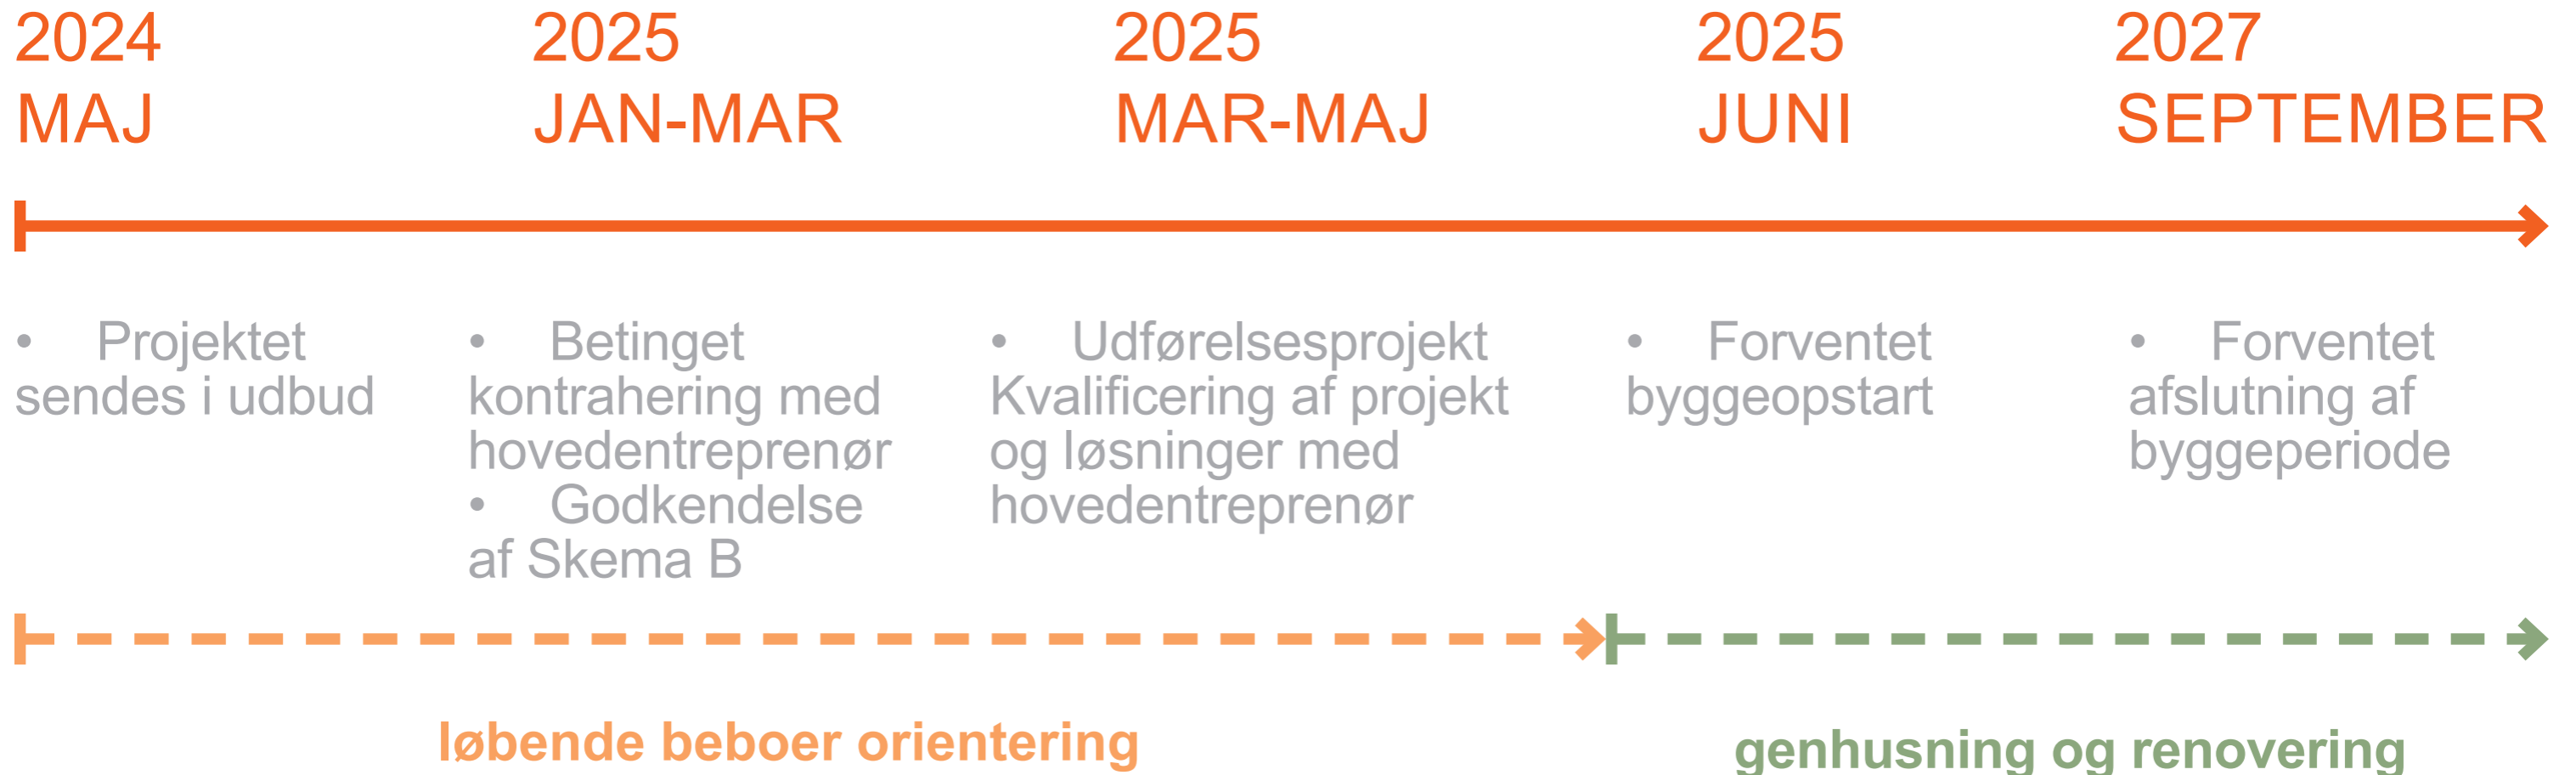 2024
MAJ
2025
JAN-MAR
2025
MAR-MAJ
2025
JUNI
2027
SEPTEMBER
• Projektet
sendes i udbud
• Betinget
kontrahering med
hovedentreprenør
• Godkendelse
af Skema B
• Udførelsesprojekt
Kvalificering af projekt
og løsninger med
hovedentreprenør
• Forventet
byggeopstart
• Forventet
afslutning af
byggeperiode
løbende beboer orientering
genhusning og renovering